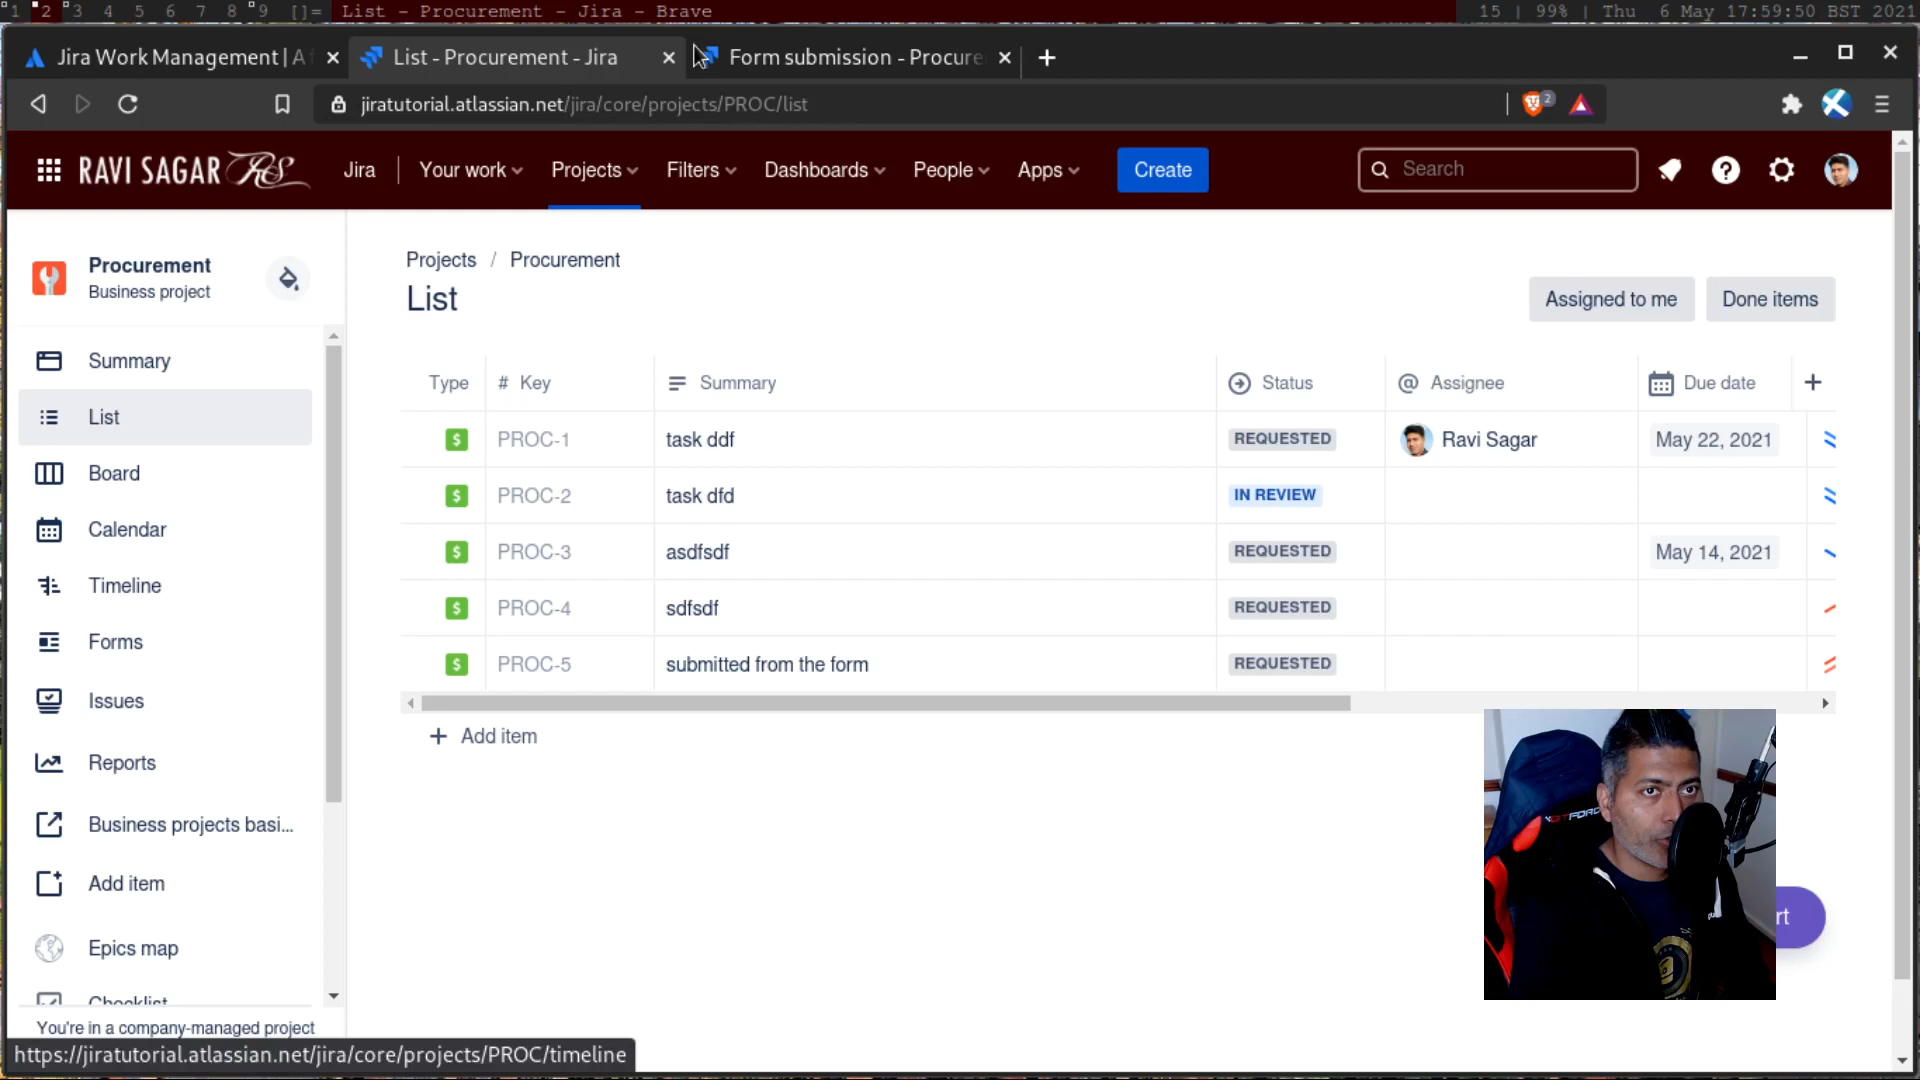 1 2 3 4 5 6 7 8 9 []= List - Procurement - Jira - Brave 15 | 99% | Thu 6 May 17:59:50 BST 2021
Jira Work Management | A List - Procurement - Jira Form submission - Procure
jiratutorial.atlassian.net/jira/core/projects/PROC/list 2
RAVI SAGAR RS Jira Your work Projects Filters Dashboards People Apps Create Search
Procurement
Business project
Summary
List
Board
Calendar
Timeline
Forms
Issues
Reports
Business projects basi...
Add item
Epics map
Checklist
You're in a company-managed project
https://jiratutorial.atlassian.net/jira/core/projects/PROC/timeline
Projects / Procurement
List
Assigned to me Done items
Type # Key Summary Status @ Assignee Due date +
$ PROC-1 task ddf REQUESTED Ravi Sagar May 22, 2021
$ PROC-2 task dfd IN REVIEW
$ PROC-3 asdfsdf REQUESTED May 14, 2021
$ PROC-4 sdfsdf REQUESTED
$ PROC-5 submitted from the form REQUESTED
+ Add item
rt